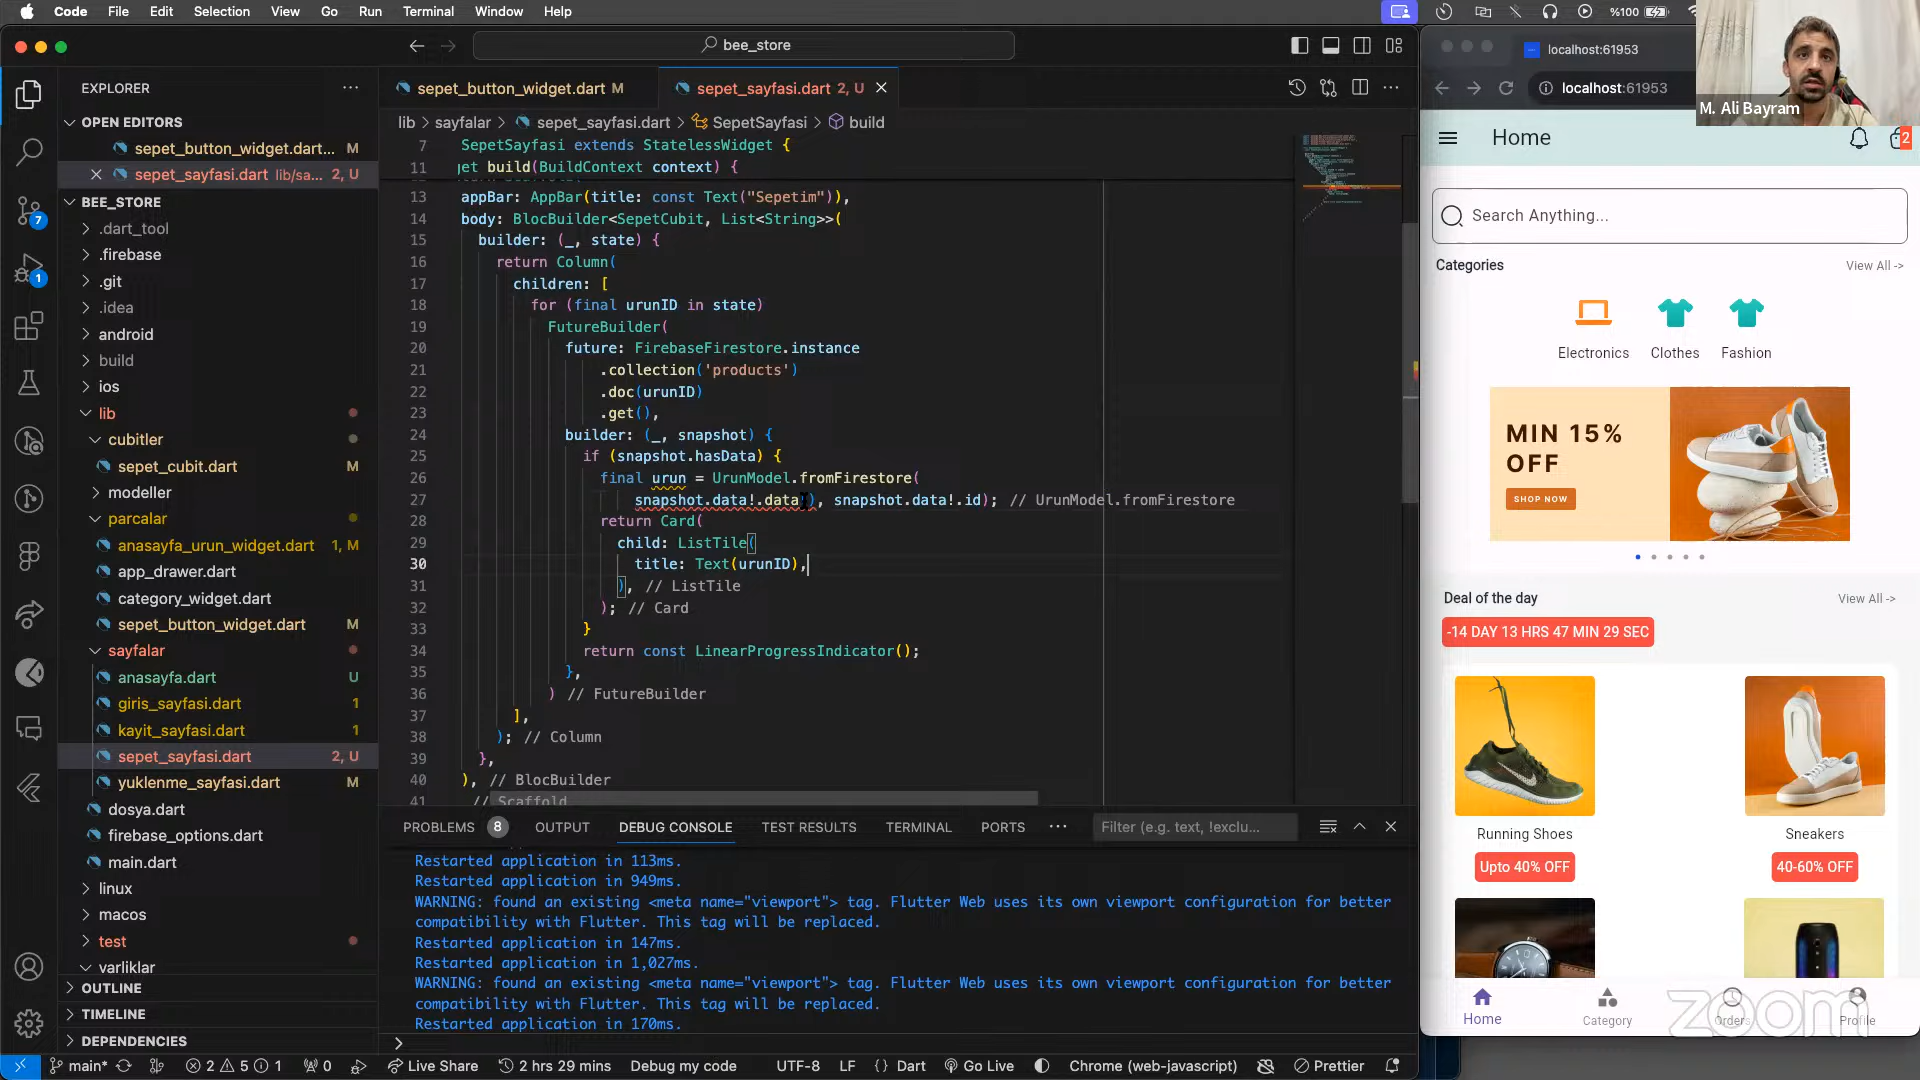 Code File Edit Selection View Go Run Terminal Window Help
%100
bee_store
EXPLORER
OPEN EDITORS
sepet_button_widget.dart... M
sepet_sayfasi.dart lib/sa... 2, U
BEE_STORE
.dart_tool
.firebase
.git
.idea
android
build
ios
lib
cubitler
sepet_cubit.dart M
modeller
parcalar
anasayfa_urun_widget.dart 1, M
app_drawer.dart
category_widget.dart
sepet_button_widget.dart M
sayfalar
anasayfa.dart U
giris_sayfasi.dart 1
kayit_sayfasi.dart 1
sepet_sayfasi.dart 2, U
yuklenme_sayfasi.dart M
dosya.dart
firebase_options.dart
main.dart
linux
macos
test
varliklar
OUTLINE
TIMELINE
DEPENDENCIES
7
1
sepet_button_widget.dart M
sepet_sayfasi.dart 2, U
lib > sayfalar > sepet_sayfasi.dart > SepetSayfasi > build
7 SepetSayfasi extends StatelessWidget {
11 get build(BuildContext context) {
13 appBar: AppBar(title: const Text("Sepetim")),
14 body: BlocBuilder<SepetCubit, List<String>>(
15 builder: (_, state) {
16 return Column(
17 children: [
18 for (final urunID in state)
19 FutureBuilder(
20 future: FirebaseFirestore.instance
21 .collection('products')
22 .doc(urunID)
23 .get(),
24 builder: (_, snapshot) {
25 if (snapshot.hasData) {
26 final urun = UrunModel.fromFirestore(
27 snapshot.data!.data(), snapshot.data!.id); // UrunModel.fromFirestore
28 return Card(
29 child: ListTile(
30 title: Text(urunID),
31 ), // ListTile
32 ); // Card
33 }
34 return const LinearProgressIndicator();
35 },
36 ) // FutureBuilder
37 ],
38 ); // Column
39 },
40 ), // BlocBuilder
41 // Scaffold
PROBLEMS 8 OUTPUT DEBUG CONSOLE TEST RESULTS TERMINAL PORTS
Filter (e.g. text, !exclu...
Restarted application in 113ms.
Restarted application in 949ms.
WARNING: found an existing <meta name="viewport"> tag. Flutter Web uses its own viewport configuration for better
compatibility with Flutter. This tag will be replaced.
Restarted application in 147ms.
Restarted application in 1,027ms.
WARNING: found an existing <meta name="viewport"> tag. Flutter Web uses its own viewport configuration for better
compatibility with Flutter. This tag will be replaced.
Restarted application in 170ms.
main* 2 5 1 0 Live Share 2 hrs 29 mins Debug my code UTF-8 LF {} Dart Go Live Chrome (web-javascript) Prettier
localhost:61953
localhost:61953
M. Ali Bayram
Home
2
Search Anything...
Categories View All ->
Electronics Clothes Fashion
MIN 15%
OFF
SHOP NOW
Deal of the day View All ->
-14 DAY 13 HRS 47 MIN 29 SEC
Running Shoes Sneakers
Upto 40% OFF 40-60% OFF
Home Category Orders Profile
zoom